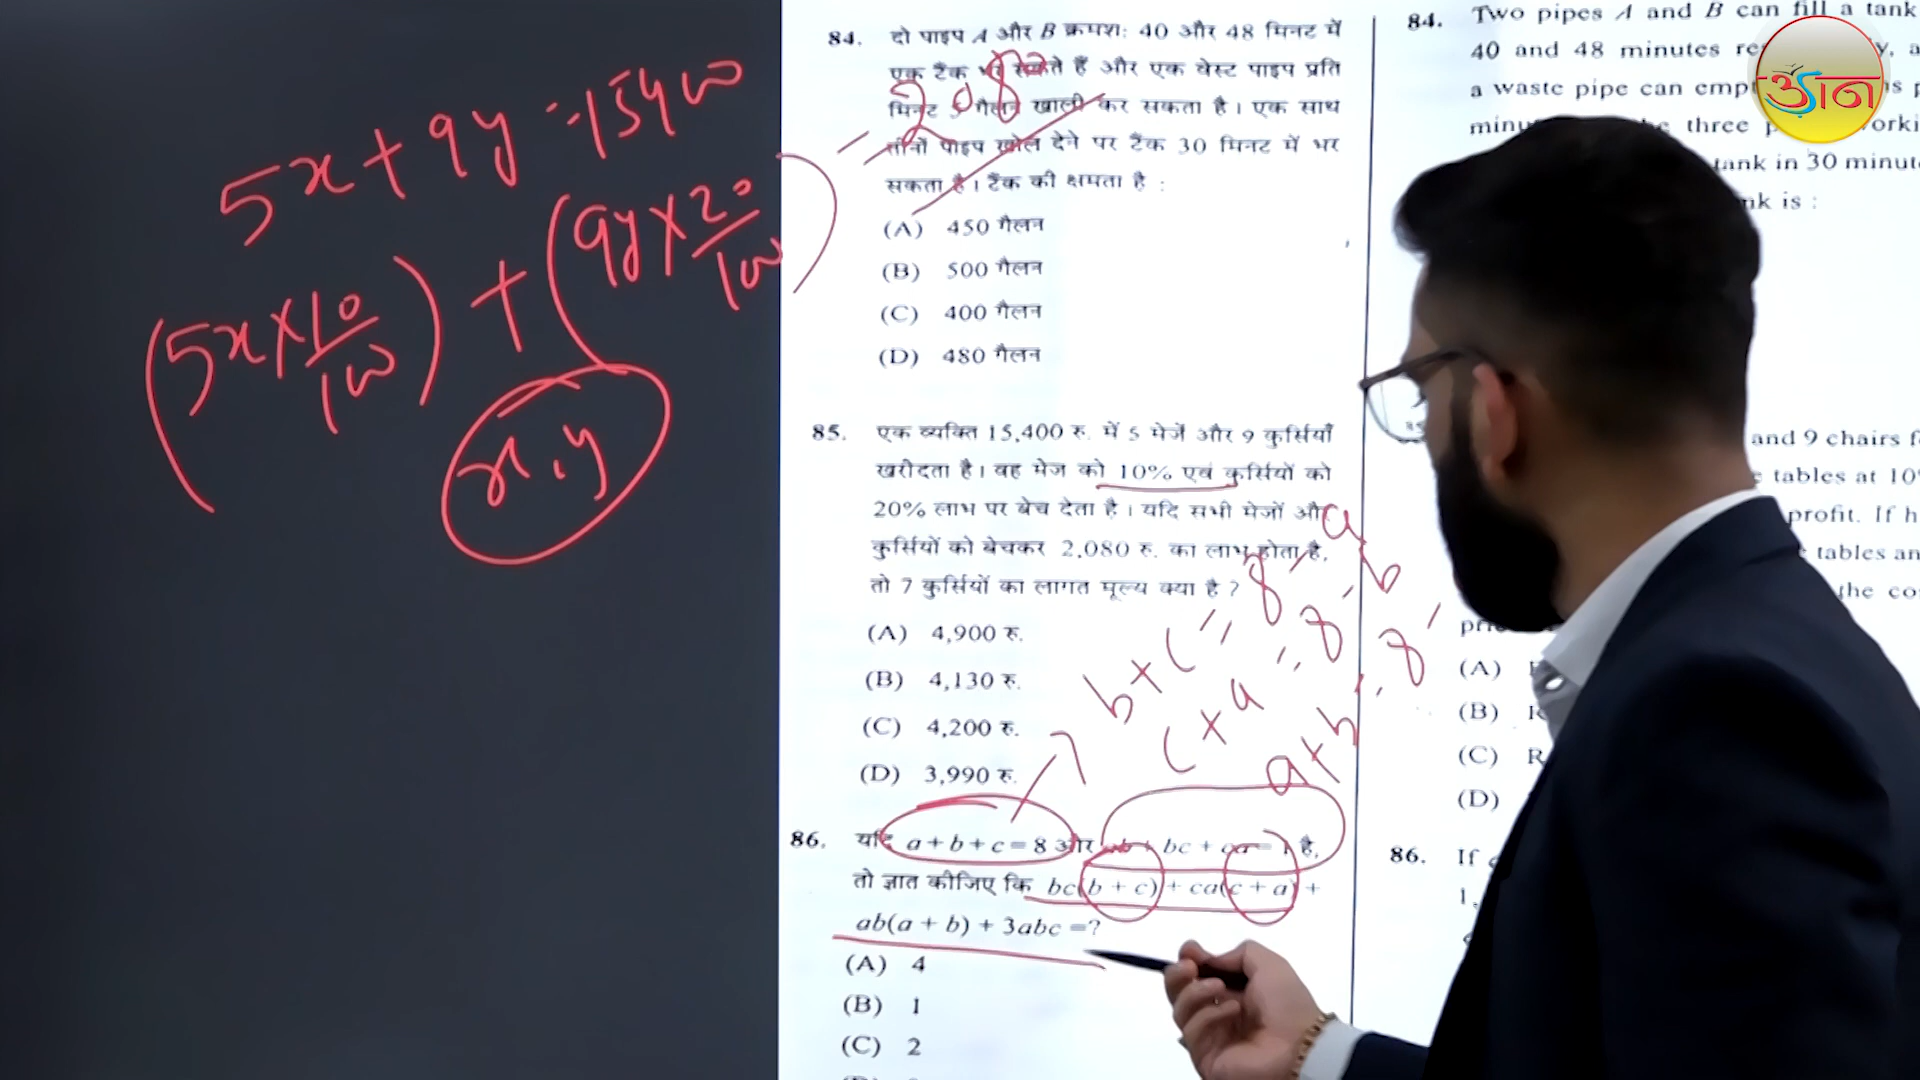 5x + 9y = 15400
(5x × 10/100) + (9y × 20/100) = 2080
x, y
84. दो पाइप A और B क्रमश: 40 और 48 मिनट में
एक टैंक भर सकते हैं और एक वेस्ट पाइप प्रति
मिनट 5 गैलन खाली कर सकता है। एक साथ
तीनों पाइप खोल देने पर टैंक 30 मिनट में भर
सकता है। टैंक की क्षमता है :
(A) 450 गैलन
(B) 500 गैलन
(C) 400 गैलन
(D) 480 गैलन
85. एक व्यक्ति 15,400 रु. में 5 मेजें और 9 कुर्सियाँ
खरीदता है। वह मेज को 10% एवं कुर्सियों को
20% लाभ पर बेच देता है। यदि सभी मेजों और
कुर्सियों को बेचकर 2,080 रु. का लाभ होता है,
तो 7 कुर्सियों का लागत मूल्य क्या है ?
(A) 4,900 रु.
(B) 4,130 रु.
(C) 4,200 रु.
(D) 3,990 रु.
b + c = 8 - a
c + a = 8 - b
a + b = 8 -
86. यदि a + b + c = 8 और ab + bc + ca = 1 है,
तो ज्ञात कीजिए कि bc(b + c) + ca(c + a) +
ab(a + b) + 3abc =?
(A) 4
(B) 1
(C) 2
84. Two pipes A and B can fill a tank
40 and 48 minutes
a waste pipe can
three
tank in 30
is :
and 9 chairs
tables at
profit. If
tables
the
(A)
(B)
(C) R
(D)
86. If
1,
उड़ान